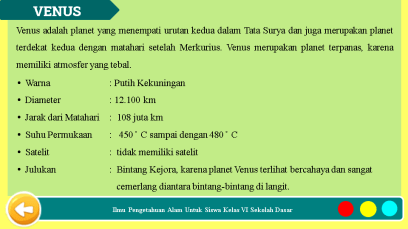 VENUS
Venus adalah planet yang menempati urutan kedua dalam Tata Surya dan juga merupakan planet
terdekat kedua dengan matahari setelah Merkurius. Venus merupakan planet terpanas, karena
memiliki atmosfer yang tebal.
• Warna : Putih Kekuningan
• Diameter : 12.100 km
• Jarak dari Matahari : 108 juta km
• Suhu Permukaan : 450° C sampai dengan 480° C
• Satelit : tidak memiliki satelit
• Julukan : Bintang Kejora, karena planet Venus terlihat bercahaya dan sangat
cemerlang diantara bintang-bintang di langit.
Ilmu Pengetahuan Alam Untuk Siswa Kelas VI Sekolah Dasar